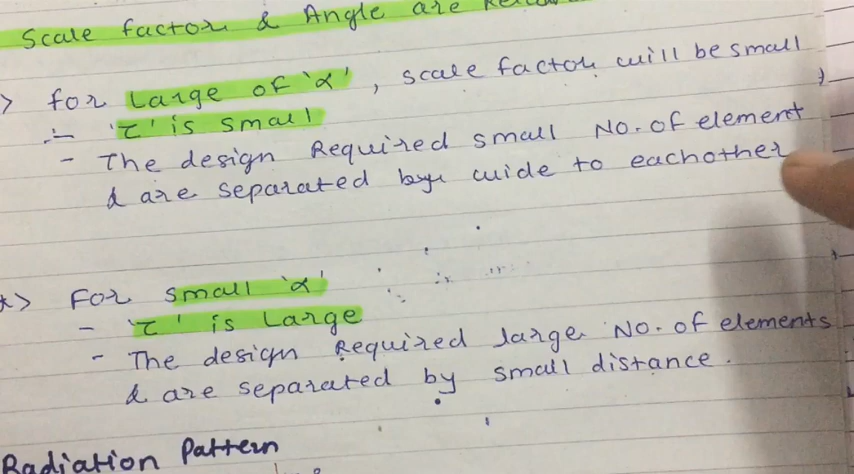 Scale factor & Angle are
> for Large of 'α', scale factor will be small
∴ 'τ' is small
- The design Required small No. of element
& are separated by wide to eachother
*> For small 'α'
- 'τ' is Large
- The design Required large No. of elements
& are separated by small distance.
Radiation Pattern